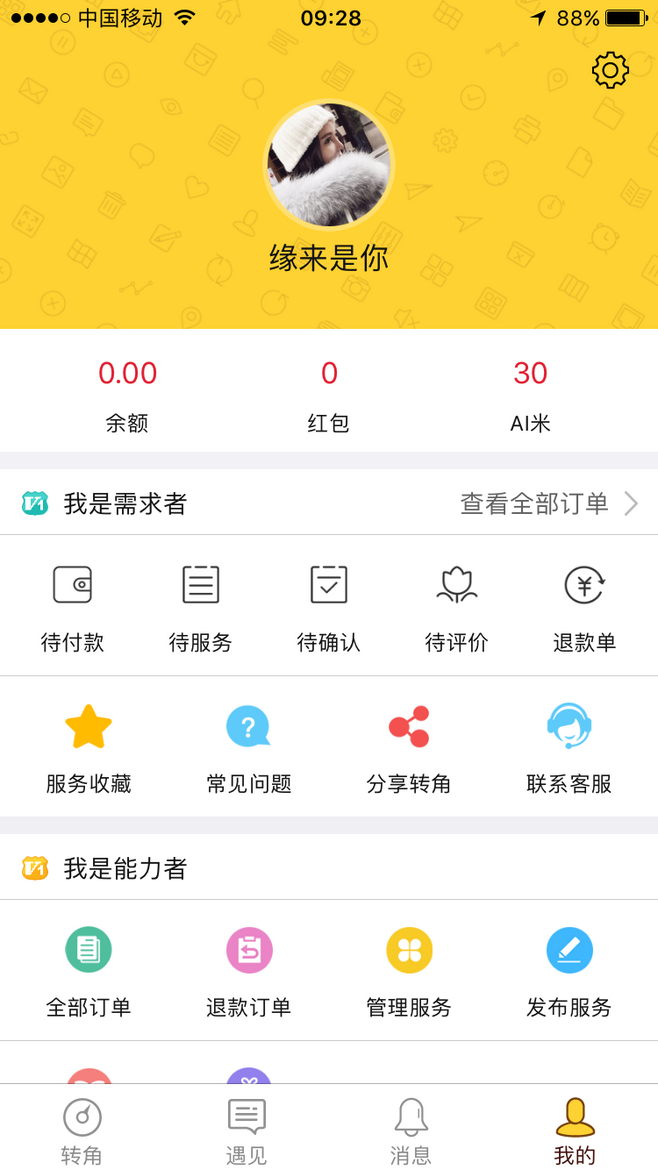 中国移动 09:28 88%
缘来是你
0.00 0 30
余额 红包 AI米
V1 我是需求者 查看全部订单
待付款 待服务 待确认 待评价 退款单
服务收藏 常见问题 分享转角 联系客服
V1 我是能力者
全部订单 退款订单 管理服务 发布服务
转角 遇见 消息 我的